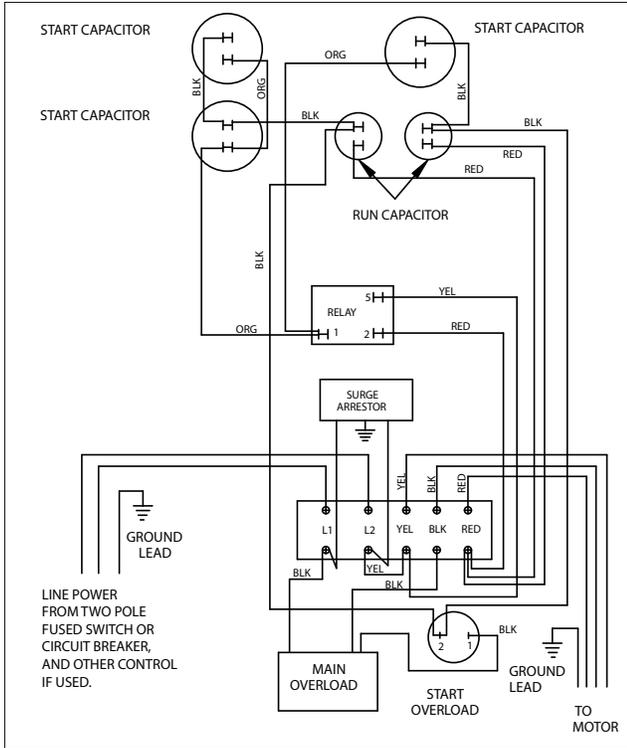 START CAPACITOR
START CAPACITOR
ORG
BLK
ORG
BLK
START CAPACITOR
BLK
BLK
RED
RED
RUN CAPACITOR
BLK
5
YEL
RELAY
ORG
1
2
RED
SURGE
ARRESTOR
YEL
BLK
RED
L1
L2
YEL
BLK
RED
GROUND
LEAD
BLK
YEL
BLK
LINE POWER
FROM TWO POLE
FUSED SWITCH OR
CIRCUIT BREAKER,
AND OTHER CONTROL
IF USED.
MAIN
OVERLOAD
2
1
BLK
START
OVERLOAD
GROUND
LEAD
TO
MOTOR